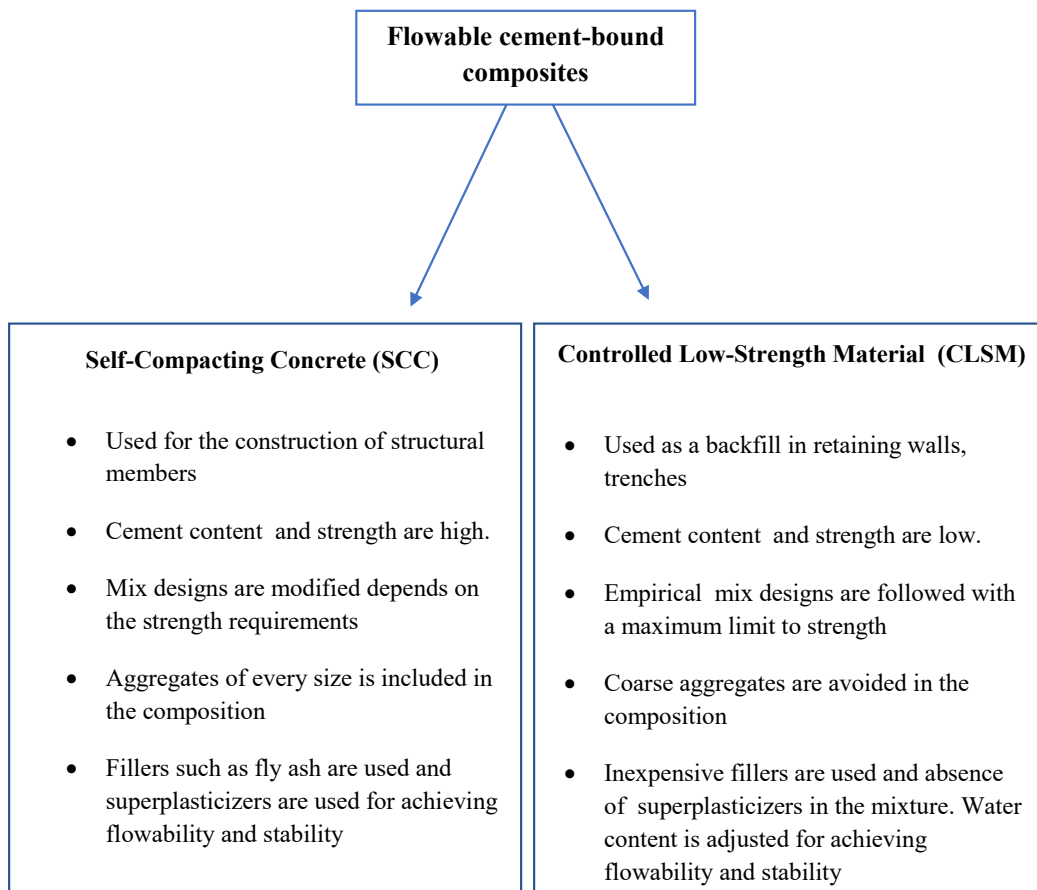 Flowable cement-bound
composites
Self-Compacting Concrete (SCC)
• Used for the construction of structural
members
• Cement content and strength are high.
• Mix designs are modified depends on
the strength requirements
• Aggregates of every size is included in
the composition
• Fillers such as fly ash are used and
superplasticizers are used for achieving
flowability and stability
Controlled Low-Strength Material (CLSM)
• Used as a backfill in retaining walls,
trenches
• Cement content and strength are low.
• Empirical mix designs are followed with
a maximum limit to strength
• Coarse aggregates are avoided in the
composition
• Inexpensive fillers are used and absence
of superplasticizers in the mixture. Water
content is adjusted for achieving
flowability and stability